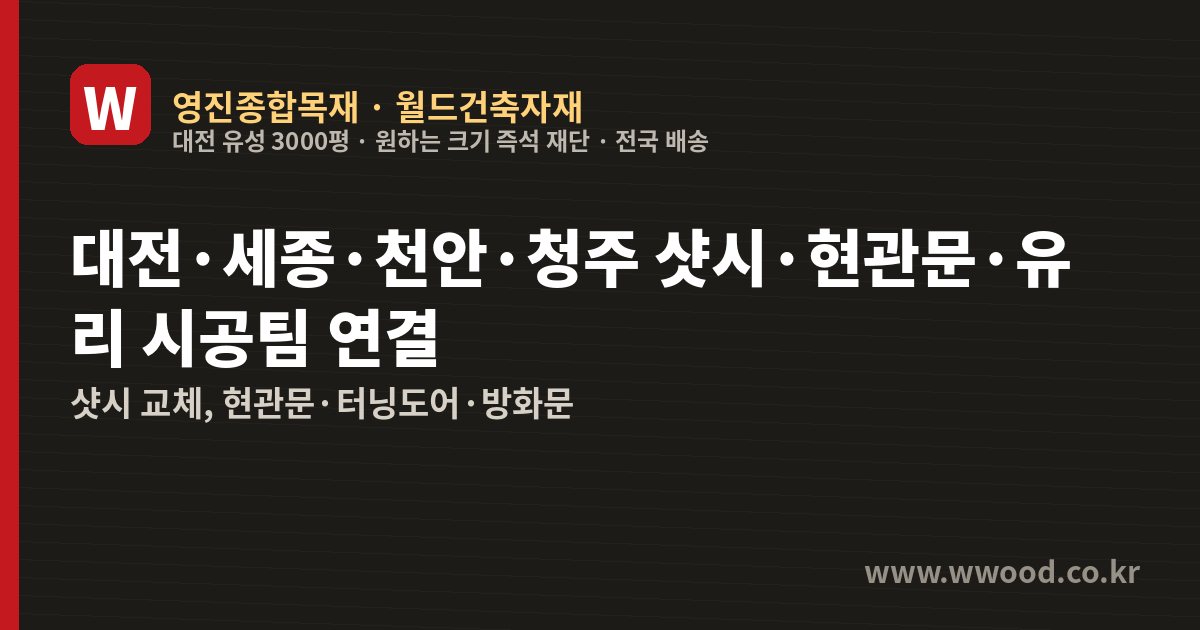 W
영진종합목재 · 월드건축자재
대전 유성 3000평 · 원하는 크기 즉석 재단 · 전국 배송
대전·세종·천안·청주 샷시·현관문·유
리 시공팀 연결
샷시 교체, 현관문·터닝도어·방화문
www.wwood.co.kr